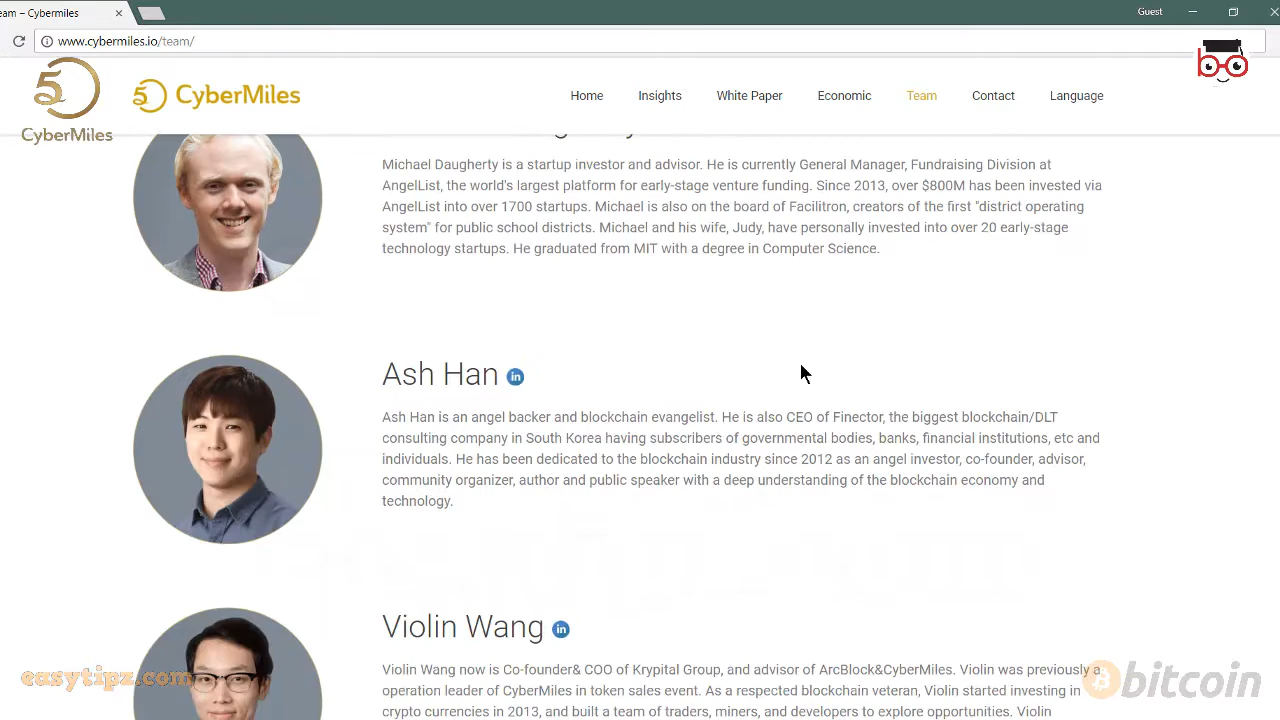 eam – Cybermiles
Guest
www.cybermiles.io/team/
CyberMiles
CyberMiles
Home
Insights
White Paper
Economic
Team
Contact
Language
Michael Daugherty is a startup investor and advisor. He is currently General Manager, Fundraising Division at
AngelList, the world's largest platform for early-stage venture funding. Since 2013, over $800M has been invested via
AngelList into over 1700 startups. Michael is also on the board of Facilitron, creators of the first "district operating
system" for public school districts. Michael and his wife, Judy, have personally invested into over 20 early-stage
technology startups. He graduated from MIT with a degree in Computer Science.
Ash Han in
Ash Han is an angel backer and blockchain evangelist. He is also CEO of Finector, the biggest blockchain/DLT
consulting company in South Korea having subscribers of governmental bodies, banks, financial institutions, etc and
individuals. He has been dedicated to the blockchain industry since 2012 as an angel investor, co-founder, advisor,
community organizer, author and public speaker with a deep understanding of the blockchain economy and
technology.
Violin Wang in
Violin Wang now is Co-founder& COO of Krypital Group, and advisor of ArcBlock&CyberMiles. Violin was previously a
operation leader of CyberMiles in token sales event. As a respected blockchain veteran, Violin started investing in
crypto currencies in 2013, and built a team of traders, miners, and developers to explore opportunities. Violin
easytipz.com
bitcoin